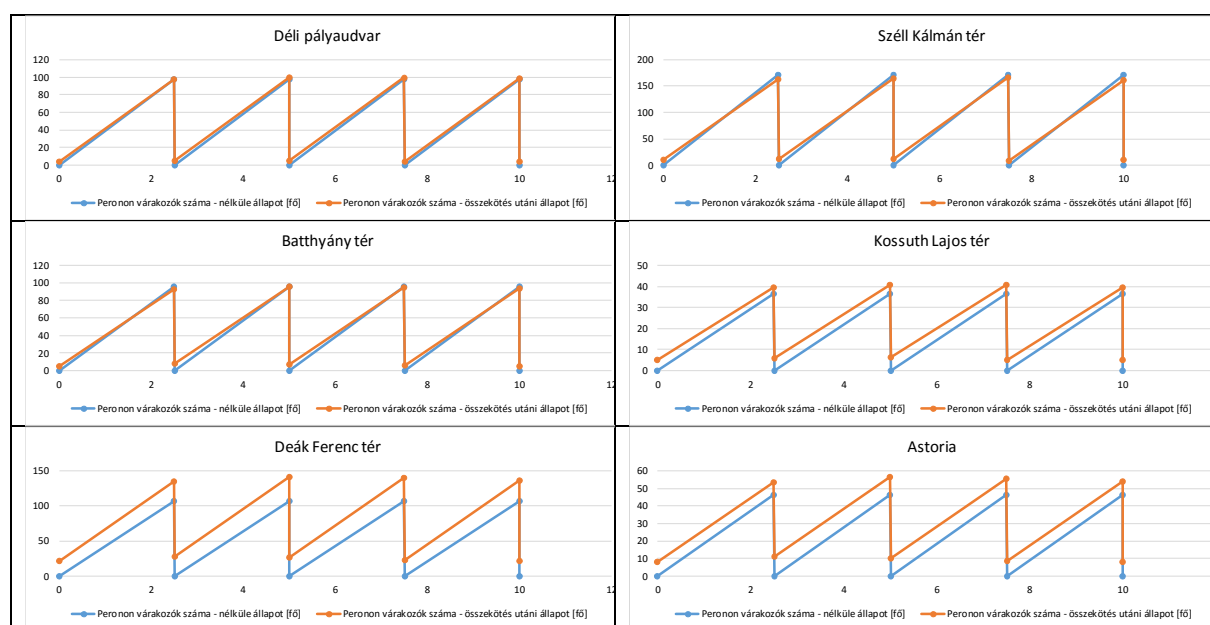 Déli pályaudvar
120
100
80
60
40
20
0
0 2 4 6 8 10 12
Peronon várakozók száma - nélküle állapot [fő] Peronon várakozók száma - összekötés utáni állapot [fő]
Széll Kálmán tér
200
150
100
50
0
0 2 4 6 8 10
Peronon várakozók száma - nélküle állapot [fő] Peronon várakozók száma - összekötés utáni állapot [fő]
Batthyány tér
120
100
80
60
40
20
0
0 2 4 6 8 10 12
Peronon várakozók száma - nélküle állapot [fő] Peronon várakozók száma - összekötés utáni állapot [fő]
Kossuth Lajos tér
50
40
30
20
10
0
0 2 4 6 8 10
Peronon várakozók száma - nélküle állapot [fő] Peronon várakozók száma - összekötés utáni állapot [fő]
Deák Ferenc tér
150
100
50
0
0 2 4 6 8 10 12
Peronon várakozók száma - nélküle állapot [fő] Peronon várakozók száma - összekötés utáni állapot [fő]
Astoria
60
50
40
30
20
10
0
0 2 4 6 8 10
Peronon várakozók száma - nélküle állapot [fő] Peronon várakozók száma - összekötés utáni állapot [fő]